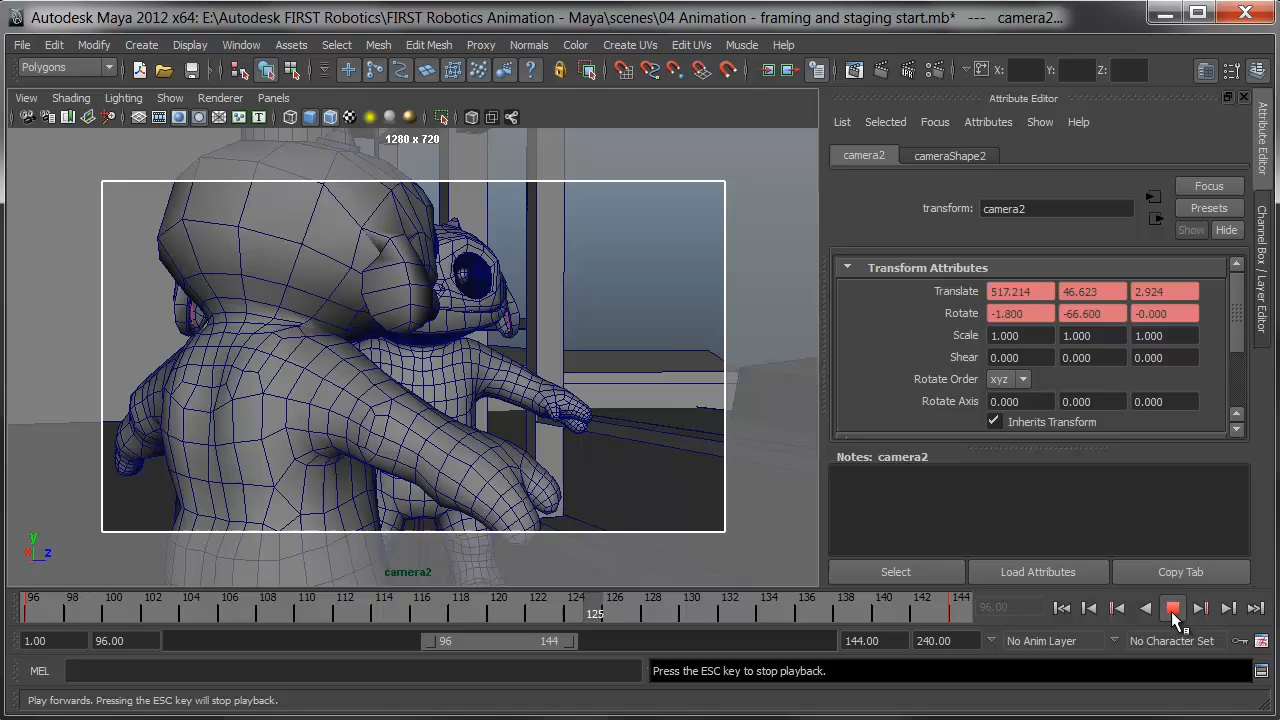 Autodesk Maya 2012 x64: E:\Autodesk FIRST Robotics\FIRST Robotics Animation - Maya\scenes\04 Anination - framing and staging start.mb* --- camera2...
File Edit Modify Create Display Window Assets Select Mesh Edit Mesh Proxy Normals Color Create UVs Edit UVs Muscle Help
Polygons X: Y: Z:
View Shading Lighting Show Renderer Panels
Attribute Editor
List Selected Focus Attributes Show Help
1280 x 720
camera2 cameraShape2
Focus
transform: camera2 Presets
Show Hide
Transform Attributes
Translate 517.214 46.623 2.924
Rotate -1.800 -66.600 -0.000
Scale 1.000 1.000 1.000
Shear 0.000 0.000 0.000
Rotate Order xyz
Rotate Axis 0.000 0.000 0.000
Inherits Transform
Notes: camera2
Select Load Attributes Copy Tab
Attribute Editor
Channel Box / Layer Editor
y
x z
camera2
96 98 100 102 104 106 108 110 112 114 116 118 120 122 124 126 128 130 132 134 136 138 140 142 144
125
96.00
1.00 96.00 96 144 144.00 240.00 No Anim Layer No Character Set
MEL Press the ESC key to stop playback.
Play forwards. Pressing the ESC key will stop playback.